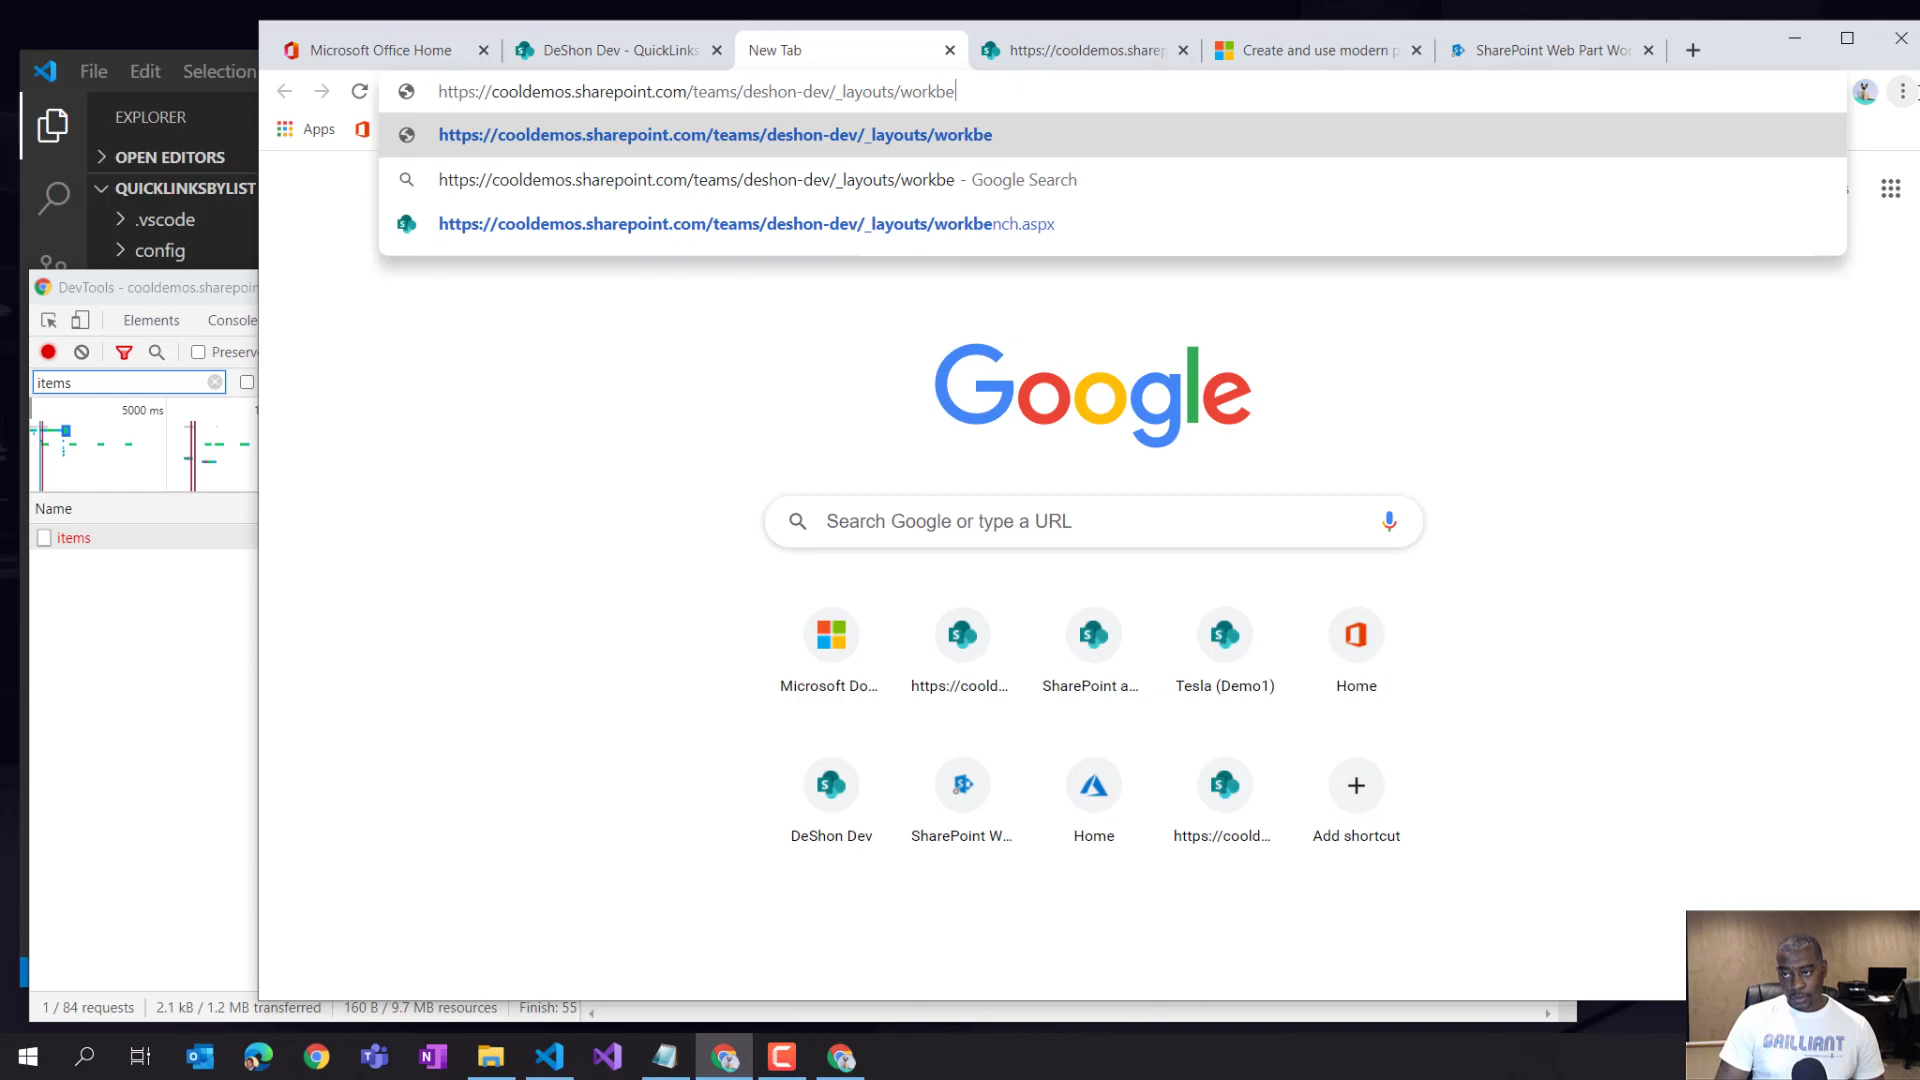 Microsoft Office Home
DeShon Dev - QuickLinks
New Tab
https://cooldemos.sharep
Create and use modern p
SharePoint Web Part Wor
File Edit Selection
https://cooldemos.sharepoint.com/teams/deshon-dev/_layouts/workbe
Apps
https://cooldemos.sharepoint.com/teams/deshon-dev/_layouts/workbe
https://cooldemos.sharepoint.com/teams/deshon-dev/_layouts/workbe - Google Search
https://cooldemos.sharepoint.com/teams/deshon-dev/_layouts/workbench.aspx
EXPLORER
OPEN EDITORS
QUICKLINKSBYLIST
.vscode
config
DevTools - cooldemos.sharepoin
Elements Console
Preserv
items
5000 ms
Name
items
Google
Search Google or type a URL
Microsoft Do...
https://coold...
SharePoint a...
Tesla (Demo1)
Home
DeShon Dev
SharePoint W...
Home
https://coold...
Add shortcut
1 / 84 requests
2.1 kB / 1.2 MB transferred
160 B / 9.7 MB resources
Finish: 55